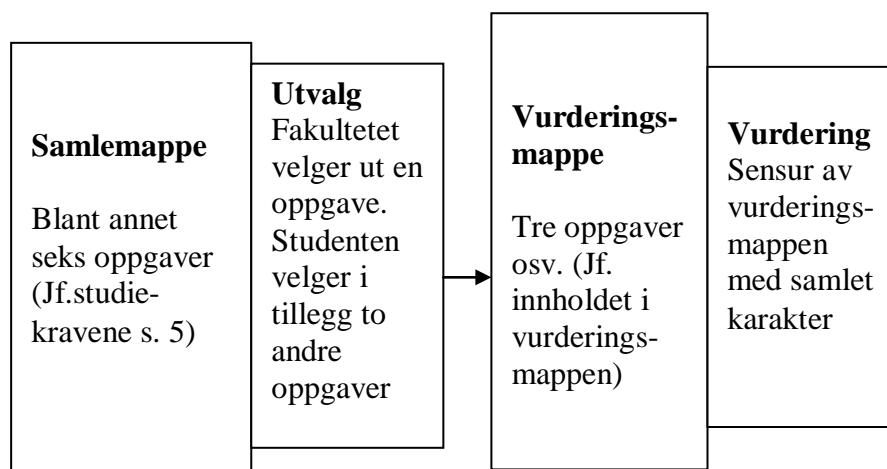 Samlemappe
Blant annet
seks oppgaver
(Jf.studie-
kravene s. 5)
Utvalg
Fakultetet
velger ut en
oppgave.
Studenten
velger i
tillegg to
andre
oppgaver
Vurderings-
mappe
Tre oppgaver
osv. (Jf.
innholdet i
vurderings-
mappen)
Vurdering
Sensur av
vurderings-
mappen
med samlet
karakter